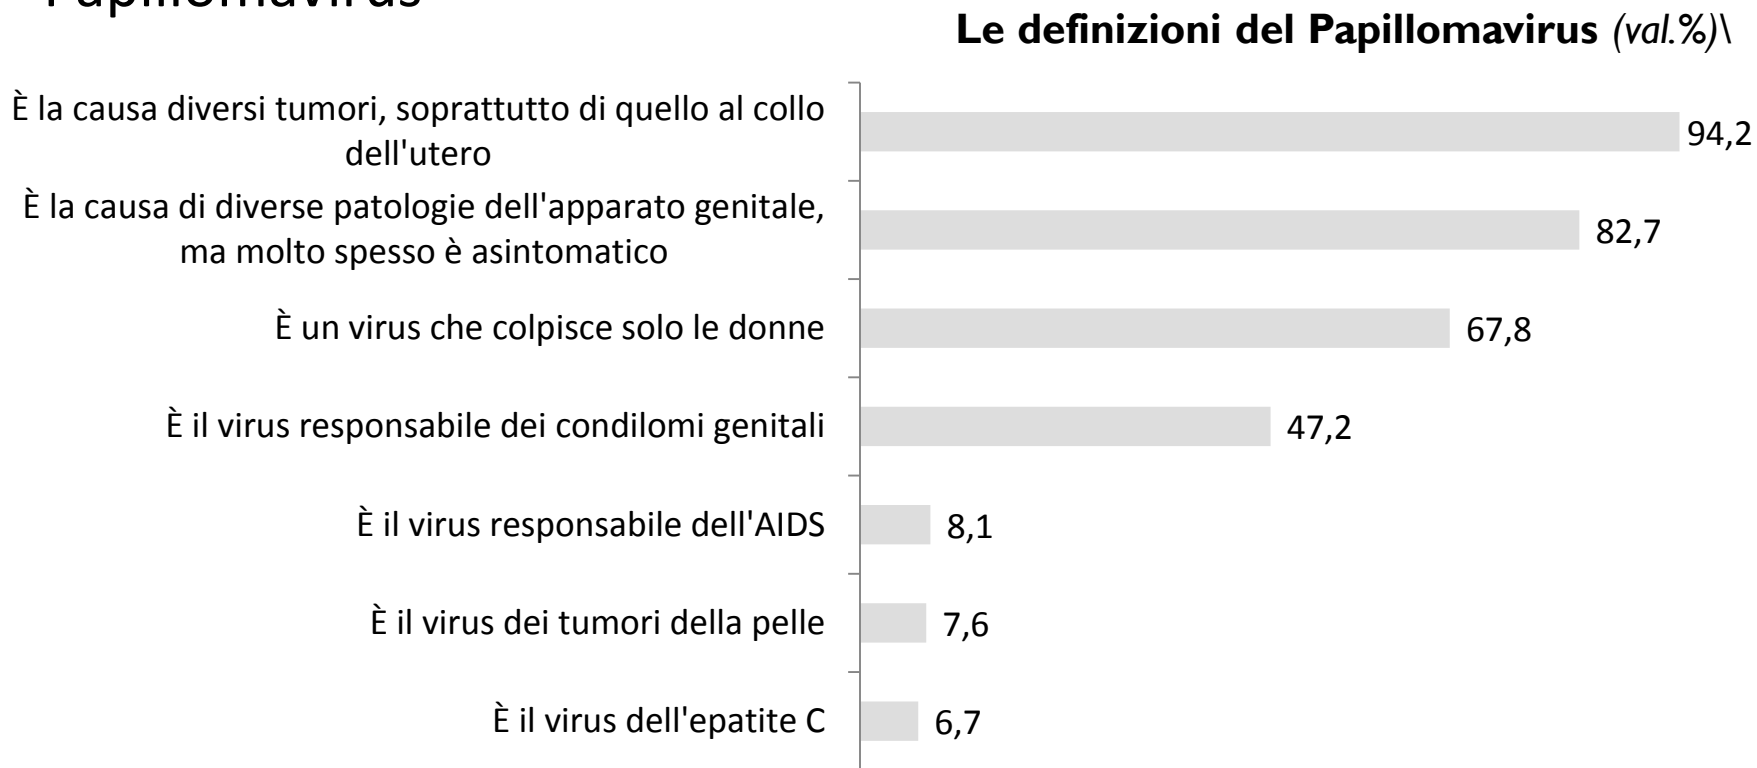 Papillomavirus
Le definizioni del Papillomavirus (val.%)\
È la causa diversi tumori, soprattutto di quello al collo
dell'utero
94,2
È la causa di diverse patologie dell'apparato genitale,
ma molto spesso è asintomatico
82,7
È un virus che colpisce solo le donne
67,8
È il virus responsabile dei condilomi genitali
47,2
È il virus responsabile dell'AIDS
8,1
È il virus dei tumori della pelle
7,6
È il virus dell'epatite C
6,7